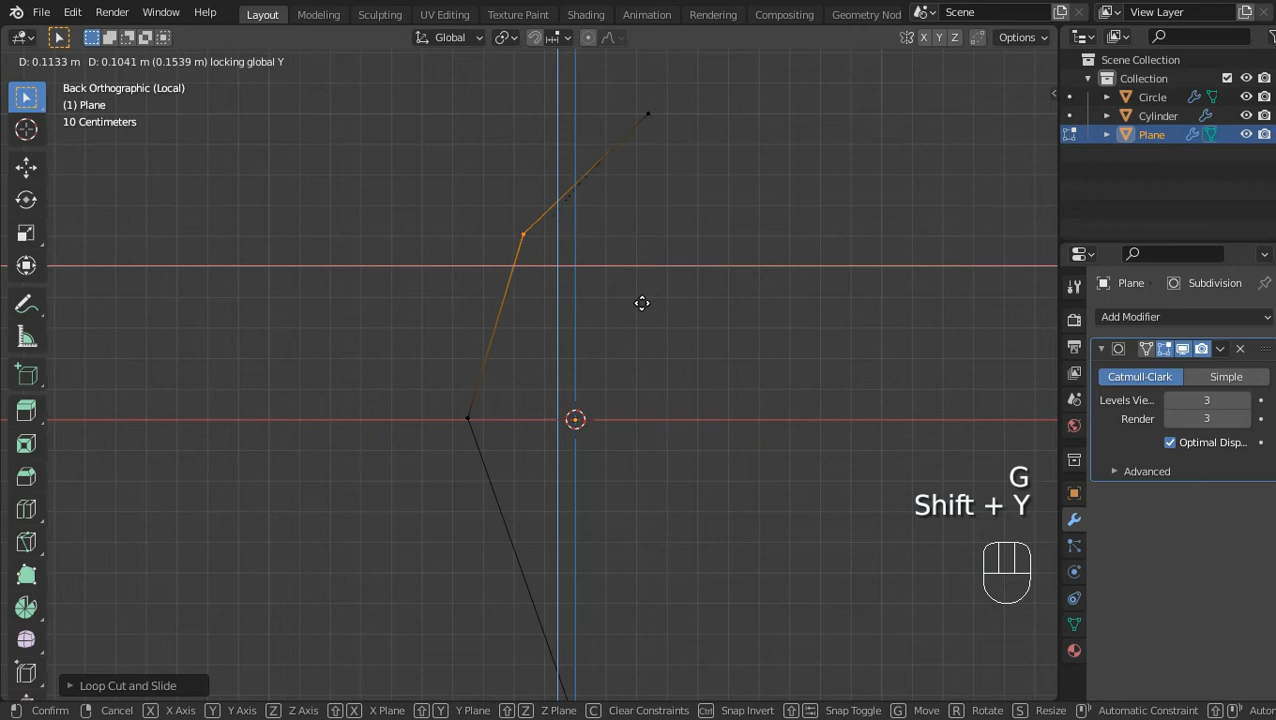 File Edit Render Window Help Layout Modeling Sculpting UV Editing Texture Paint Shading Animation Rendering Compositing Geometry Nod Scene View Layer
Global X Y Z Options
D: 0.1133 m D: 0.1041 m (0.1539 m) locking global Y
Back Orthographic (Local)
(1) Plane
10 Centimeters
Scene Collection
Collection
Circle
Cylinder
Plane
Plane Subdivision
Add Modifier
Catmull-Clark Simple
Levels Vie... 3
Render 3
Optimal Disp...
Advanced
G
Shift + Y
Loop Cut and Slide
Confirm Cancel X X Axis Y Y Axis Z Z Axis X X Plane Y Y Plane Z Z Plane C Clear Constraints Ctrl Snap Invert Snap Toggle G Move R Rotate S Resize Automatic Constraint Automatic Constraint